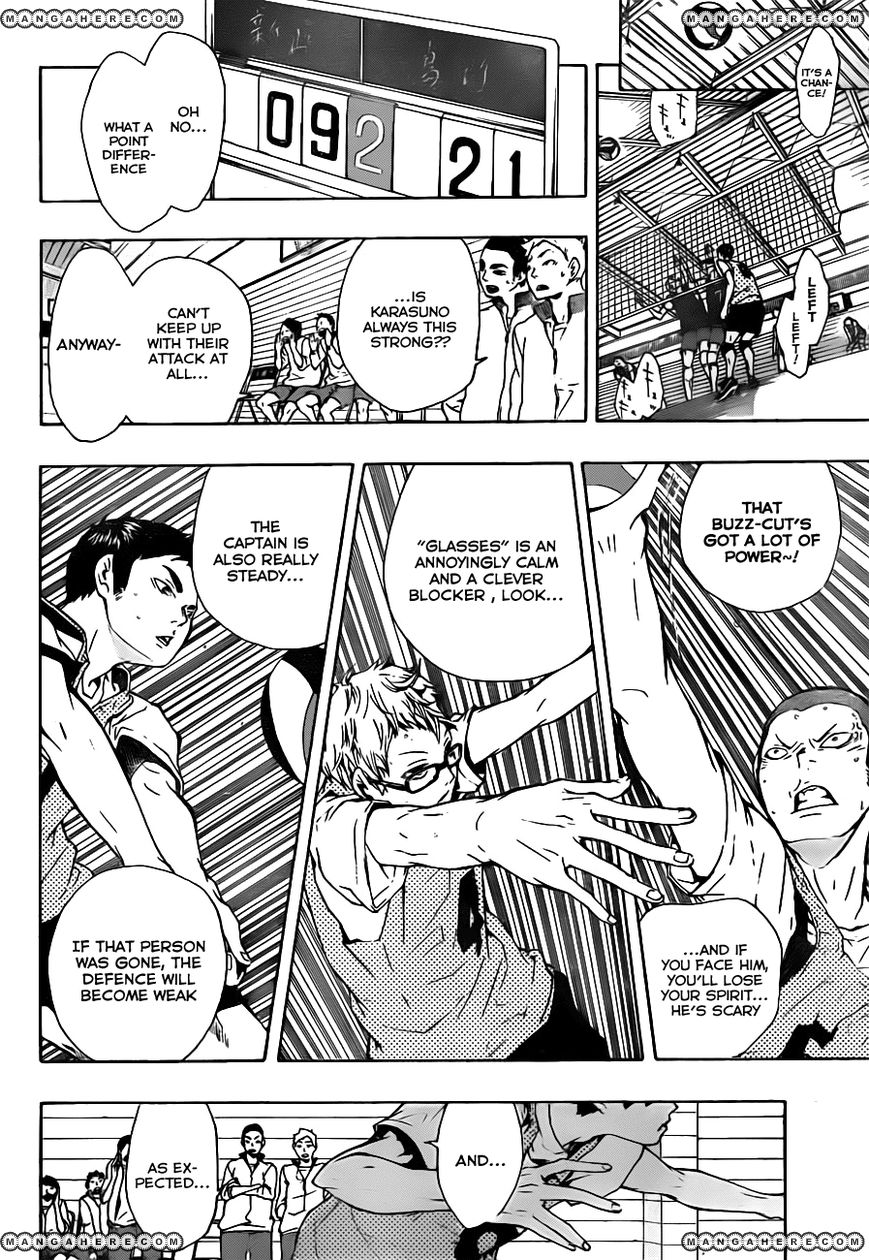 MANGAHERE.COM
MANGAHERE.COM
IT'S A
CHAN-
CE!
LEFT
LEFT!
新山
烏野
09 2 21
OH
NO...
WHAT A
POINT
DIFFER-
ENCE
...IS
KARASUNO
ALWAYS THIS
STRONG??
CAN'T
KEEP UP
WITH THEIR
ATTACK AT
ALL...
ANYWAY-
THAT
BUZZ-CUT'S
GOT A LOT OF
POWER~!
...AND IF
YOU FACE HIM,
YOU'LL LOSE
YOUR SPIRIT...
HE'S SCARY
"GLASSES" IS AN
ANNOYINGLY CALM
AND A CLEVER
BLOCKER , LOOK...
THE
CAPTAIN IS
ALSO REALLY
STEADY...
IF THAT PERSON
WAS GONE, THE
DEFENCE WILL
BECOME WEAK
AND...
AS EX-
PECTED...
MANGAHERE.COM
MANGAHERE.COM